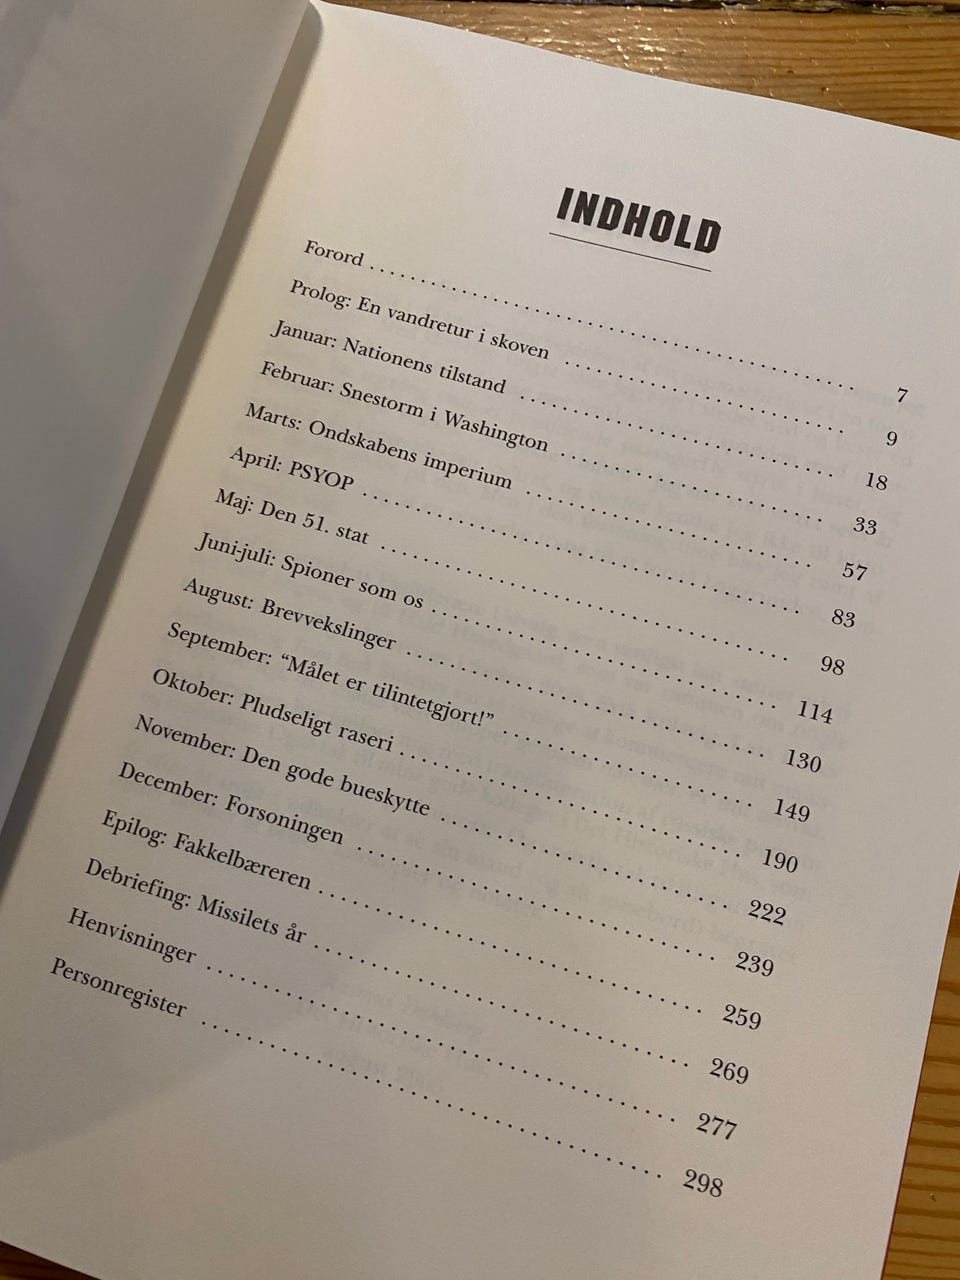 INDHOLD
Forord . . . . . . . . . . . . . . . . . . . . . . . . . . . . . . . . . . . . . . . . . 7
Prolog: En vandretur i skoven . . . . . . . . . . . . . . . . . . . . . . . 9
Januar: Nationens tilstand . . . . . . . . . . . . . . . . . . . . . . . . . . 18
Februar: Snestorm i Washington . . . . . . . . . . . . . . . . . . . . . . 33
Marts: Ondskabens imperium . . . . . . . . . . . . . . . . . . . . . . . . 57
April: PSYOP . . . . . . . . . . . . . . . . . . . . . . . . . . . . . . . . . . . . 83
Maj: Den 51. stat . . . . . . . . . . . . . . . . . . . . . . . . . . . . . . . . . . 98
Juni-juli: Spioner som os . . . . . . . . . . . . . . . . . . . . . . . . . . . . 114
August: Brevvekslinger . . . . . . . . . . . . . . . . . . . . . . . . . . . . . 130
September: “Målet er tilintetgjort!” . . . . . . . . . . . . . . . . . . . . 149
Oktober: Pludseligt raseri . . . . . . . . . . . . . . . . . . . . . . . . . . . 190
November: Den gode bueskytte . . . . . . . . . . . . . . . . . . . . . . . 222
December: Forsoningen . . . . . . . . . . . . . . . . . . . . . . . . . . . . . 239
Epilog: Fakkelbæreren . . . . . . . . . . . . . . . . . . . . . . . . . . . . . . 259
Debriefing: Missilets år . . . . . . . . . . . . . . . . . . . . . . . . . . . . . 269
Henvisninger . . . . . . . . . . . . . . . . . . . . . . . . . . . . . . . . . . . . . 277
Personregister . . . . . . . . . . . . . . . . . . . . . . . . . . . . . . . . . . . . 298